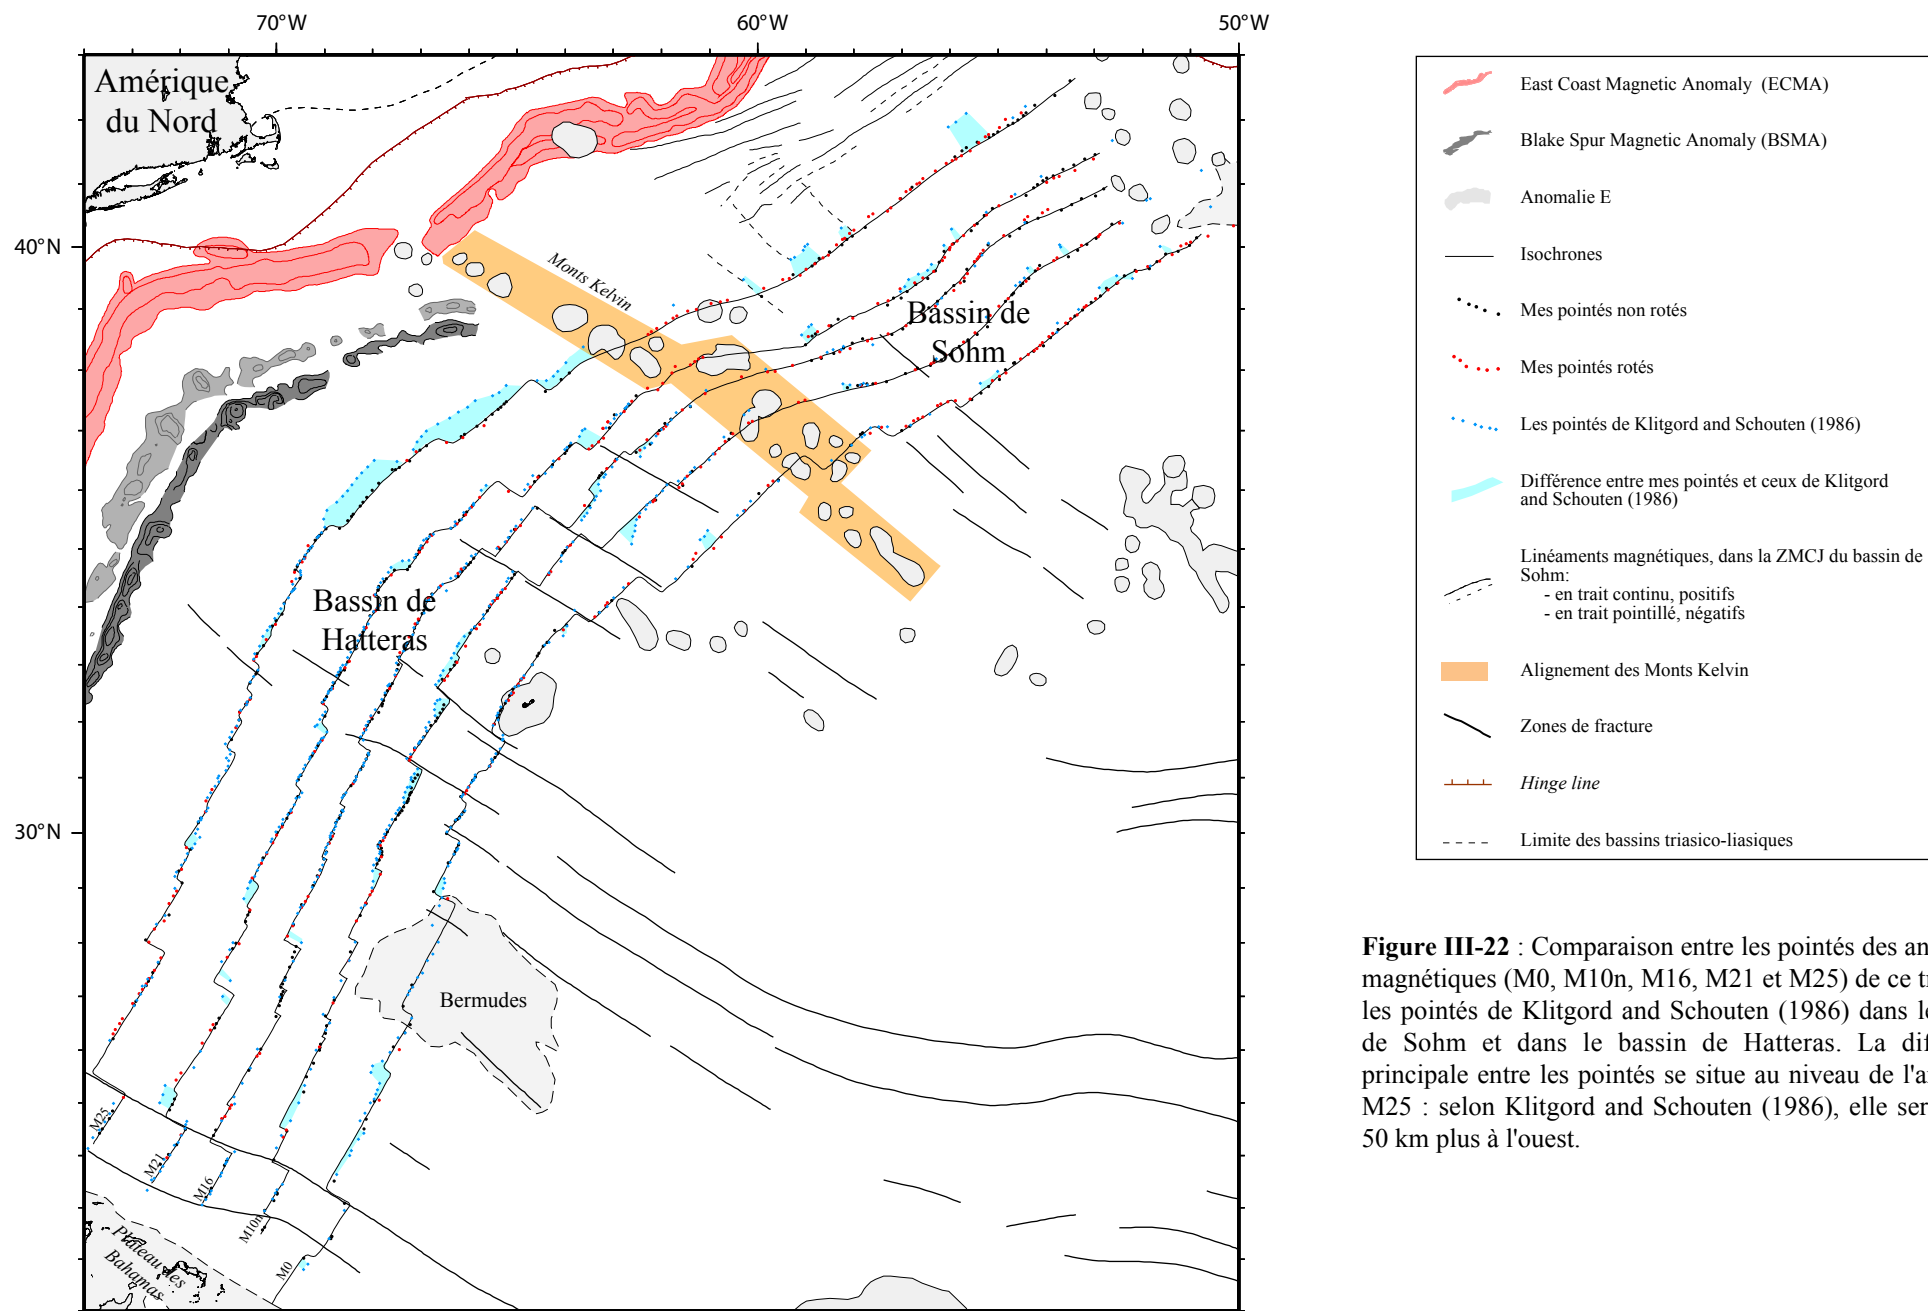 70°W
60°W
50°W
40°N
30°N
Amérique
du Nord
Monts Kelvin
Bassin de
Sohm
Bassin de
Hatteras
Bermudes
M25
M21
M16
M10n
M0
Plateau des
Bahamas
East Coast Magnetic Anomaly (ECMA)
Blake Spur Magnetic Anomaly (BSMA)
Anomalie E
Isochrones
Mes pointés non rotés
Mes pointés rotés
Les pointés de Klitgord and Schouten (1986)
Différence entre mes pointés et ceux de Klitgord
and Schouten (1986)
Linéaments magnétiques, dans la ZMCJ du bassin de
Sohm:
- en trait continu, positifs
- en trait pointillé, négatifs
Alignement des Monts Kelvin
Zones de fracture
Hinge line
Limite des bassins triasico-liasiques
Figure III-22 : Comparaison entre les pointés des an
magnétiques (M0, M10n, M16, M21 et M25) de ce tr
les pointés de Klitgord and Schouten (1986) dans le
de Sohm et dans le bassin de Hatteras. La dif
principale entre les pointés se situe au niveau de l'a
M25 : selon Klitgord and Schouten (1986), elle ser
50 km plus à l'ouest.